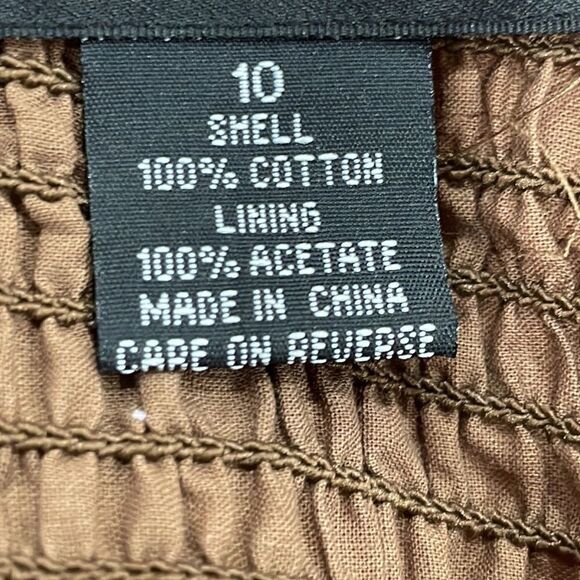 10
SHELL
100% COTTON
LINING
100% ACETATE
MADE IN CHINA
CARE ON REVERSE